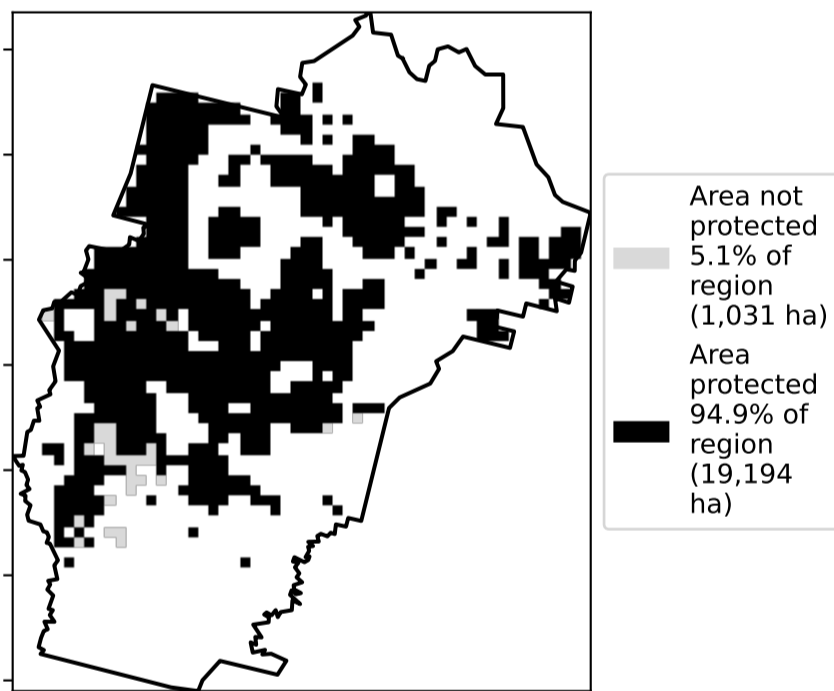 Area not
protected
5.1% of
region
(1,031 ha)
Area
protected
94.9% of
region
(19,194
ha)